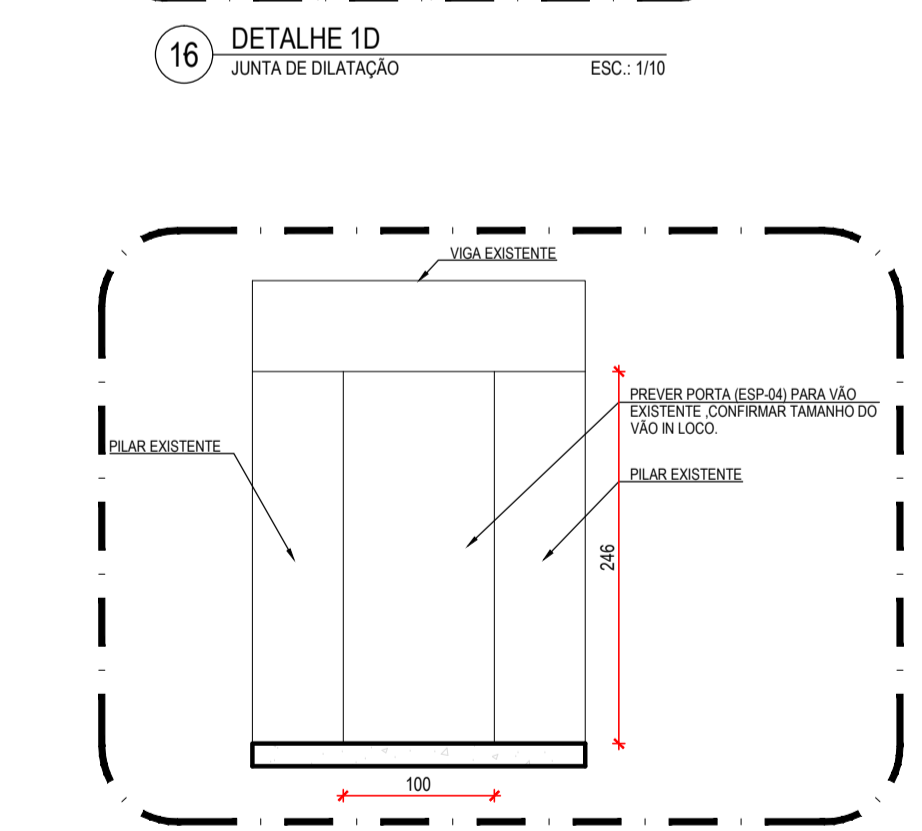 16
DETALHE 1D
JUNTA DE DILATAÇÃO
ESC.: 1/10
VIGA EXISTENTE
PREVER PORTA (ESP-04) PARA VÃO
EXISTENTE ,CONFIRMAR TAMANHO DO
VÃO IN LOCO.
PILAR EXISTENTE
PILAR EXISTENTE
246
100